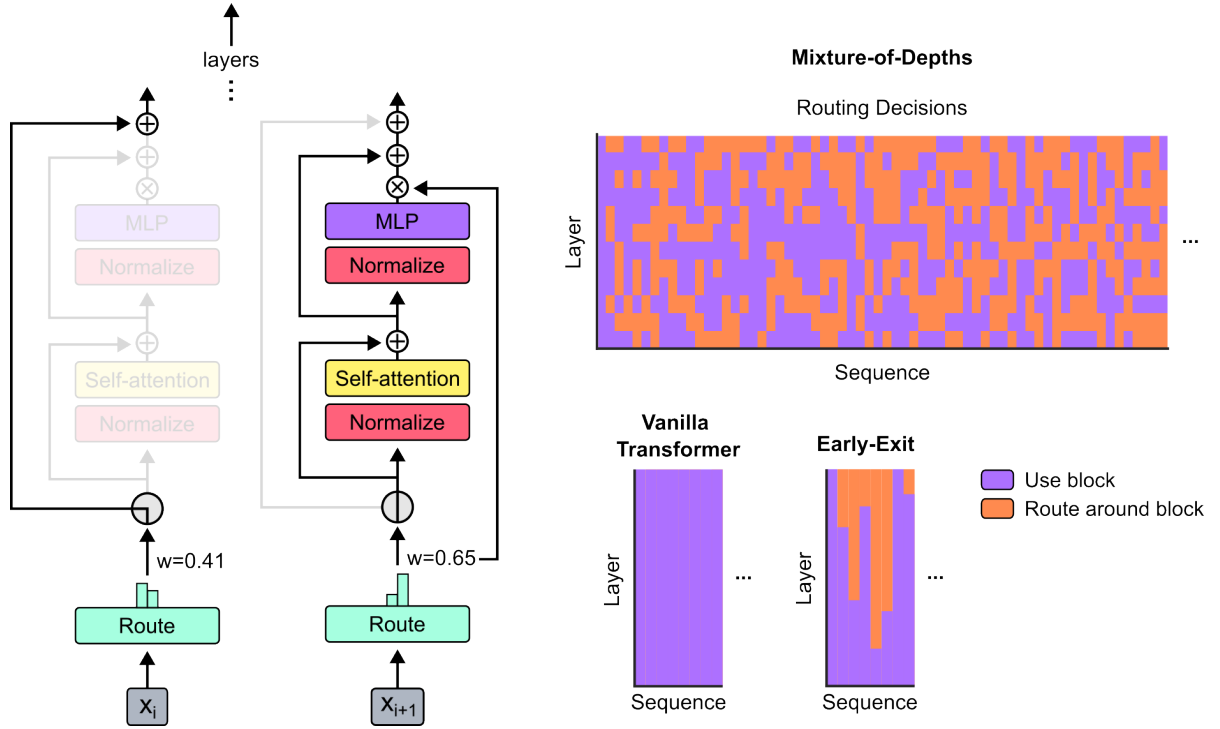 layers
...
MLP
Normalize
Self-attention
Normalize
w=0.41
Route
xi
MLP
Normalize
Self-attention
Normalize
w=0.65
Route
xi+1
Mixture-of-Depths
Routing Decisions
Layer
...
Sequence
Vanilla
Transformer
Layer
...
Sequence
Early-Exit
Layer
...
Sequence
Use block
Route around block